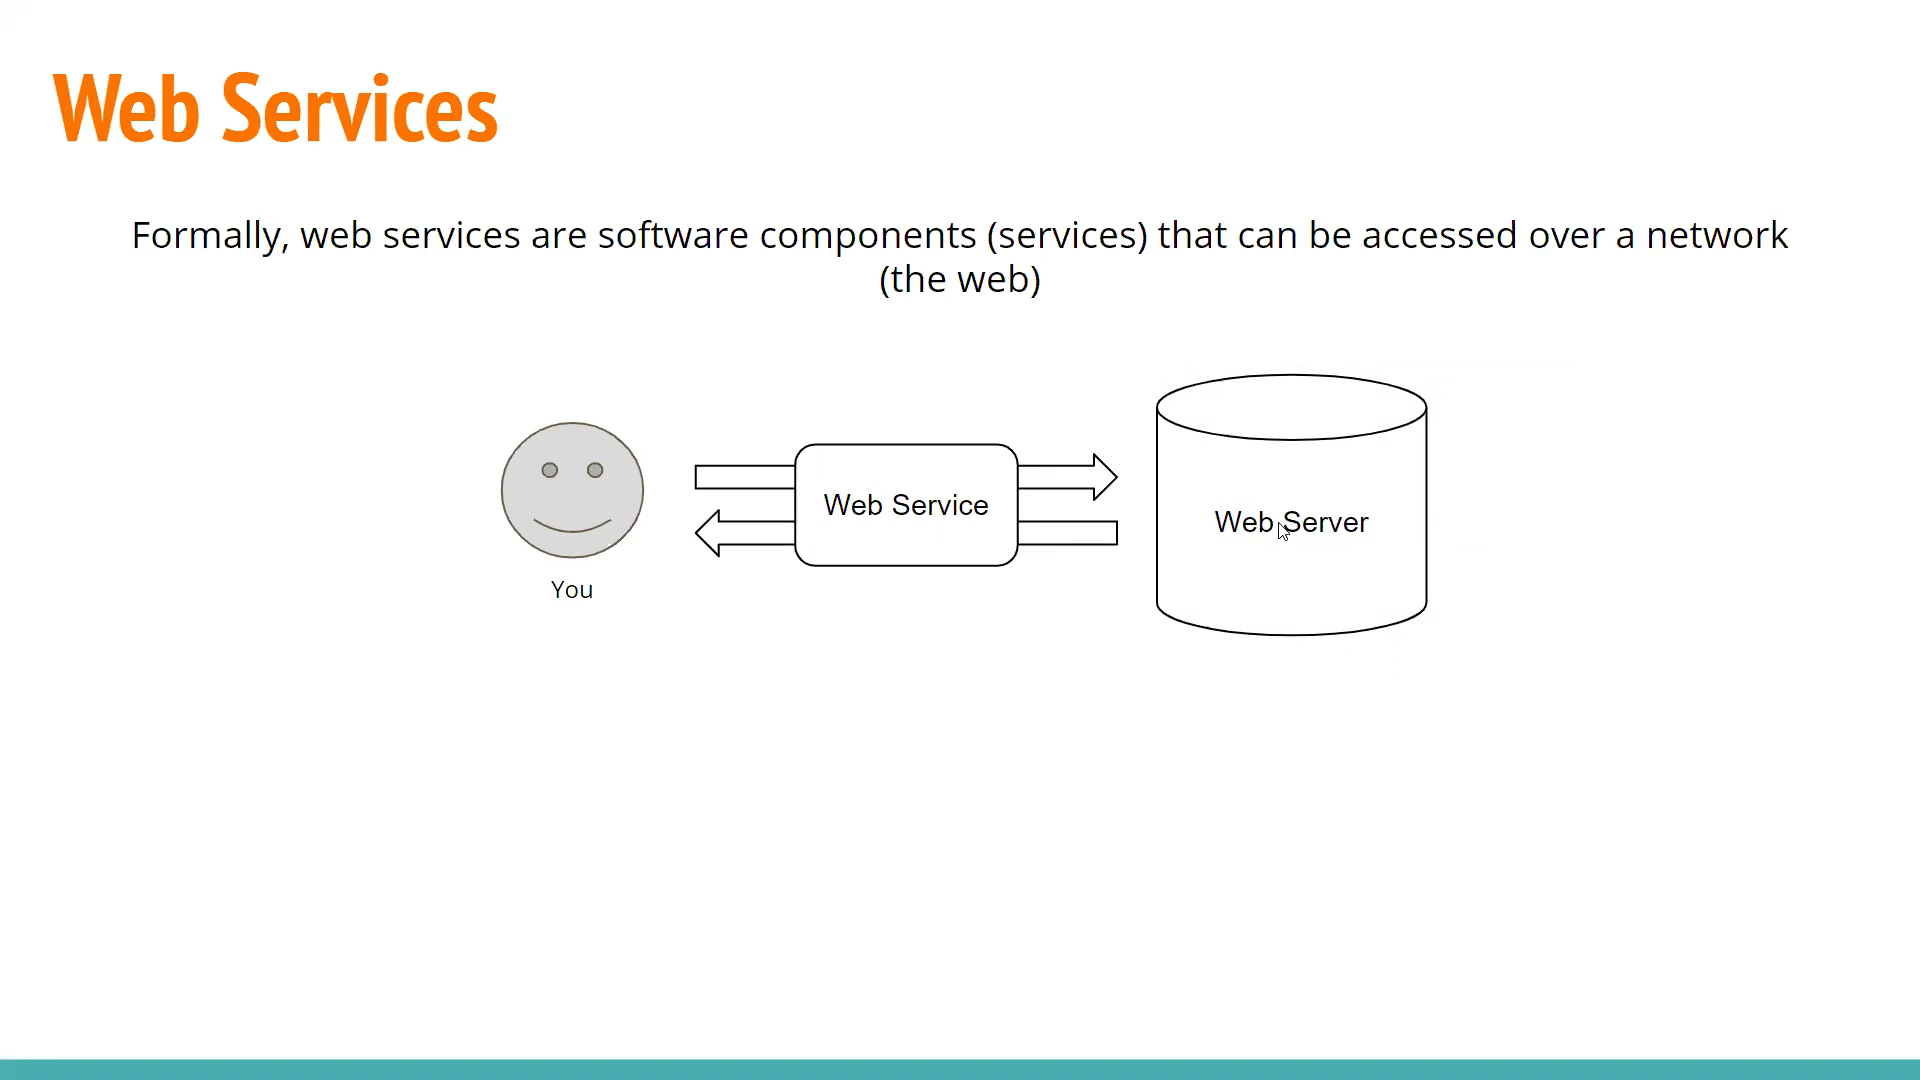 Web Services
Formally, web services are software components (services) that can be accessed over a network
(the web)
Web Service
Web Server
You